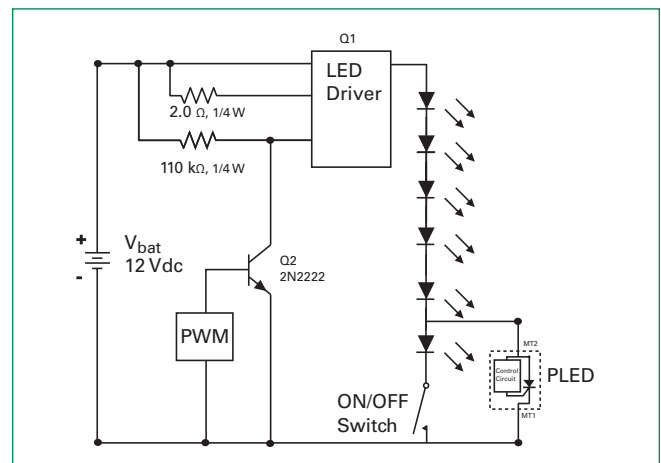 Q1
LED
Driver
2.0 Ω, 1/4 W
110 kΩ, 1/4 W
+
V_bat
12 Vdc
-
Q2
2N2222
PWM
MT2
Control
Circuit
PLED
MT1
ON/OFF
Switch